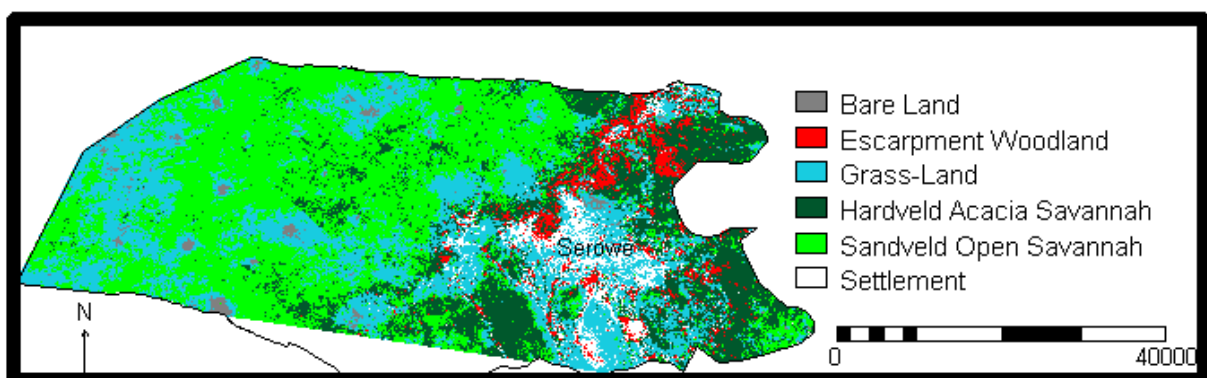 Bare Land
Escarpment Woodland
Grass-Land
Hardveld Acacia Savannah
Sandveld Open Savannah
Settlement
Serowe
N
0 40000